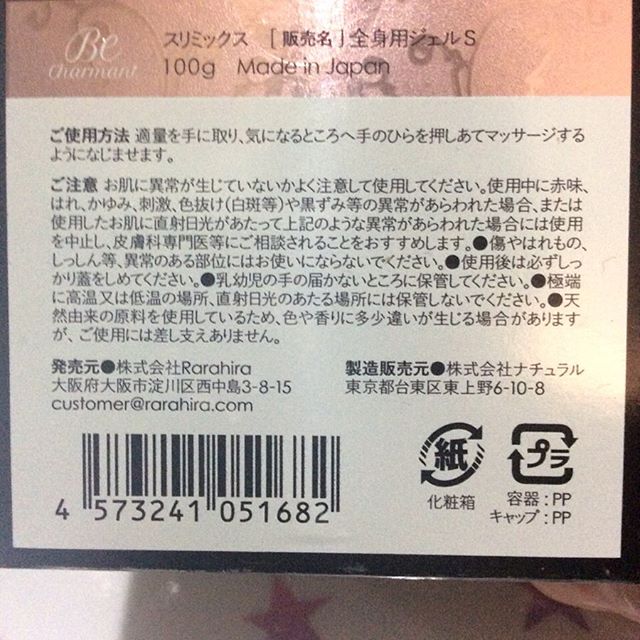 Be charmant
スリミックス [販売名]全身用ジェルS
100g Made in Japan
ご使用方法 適量を手に取り、気になるところへ手のひらを押しあてマッサージする
ようになじませます。
ご注意 お肌に異常が生じていないかよく注意して使用してください。使用中に赤味、
はれ、かゆみ、刺激、色抜け(白斑等)や黒ずみ等の異常があらわれた場合、または
使用したお肌に直射日光があたって上記のような異常があらわれた場合には使用
を中止し、皮膚科専門医等にご相談されることをおすすめします。●傷やはれもの、
しっしん等、異常のある部位にはお使いにならないでください。●使用後は必ずしっ
かり蓋をしめてください。●乳幼児の手の届かないところに保管してください。●極端
に高温又は低温の場所、直射日光のあたる場所には保管しないでください。●天
然由来の原料を使用しているため、色や香りに多少違いが生じる場合があります
が、ご使用には差し支えありません。
発売元●株式会社Rarahira
大阪府大阪市淀川区西中島3-8-15
customer@rarahira.com
製造販売元●株式会社ナチュラル
東京都台東区東上野6-10-8
4 573241 051682
紙
化粧箱
プラ
容器:PP
キャップ:PP